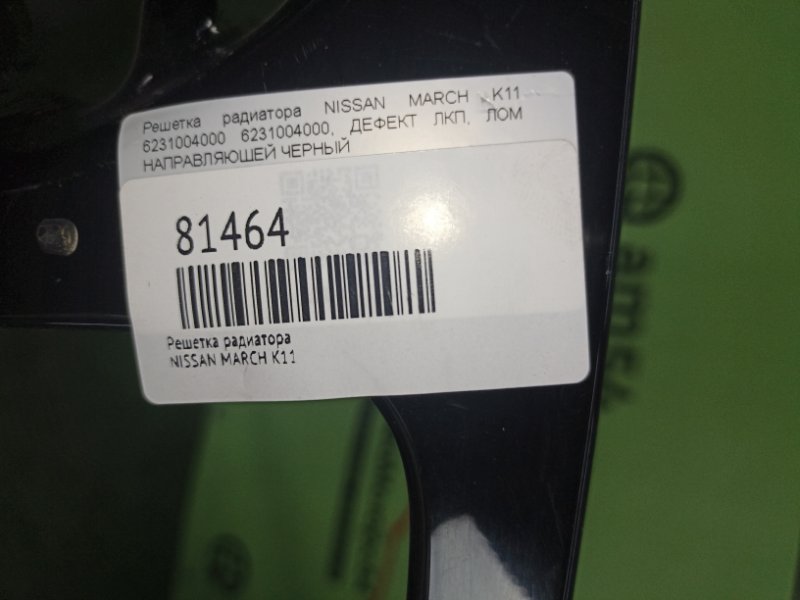 Решетка радиатора NISSAN MARCH K11
6231004000 6231004000, ДЕФЕКТ ЛКП, ЛОМ
НАПРАВЛЯЮЩЕЙ ЧЕРНЫЙ
81464
Решетка радиатора
NISSAN MARCH K11